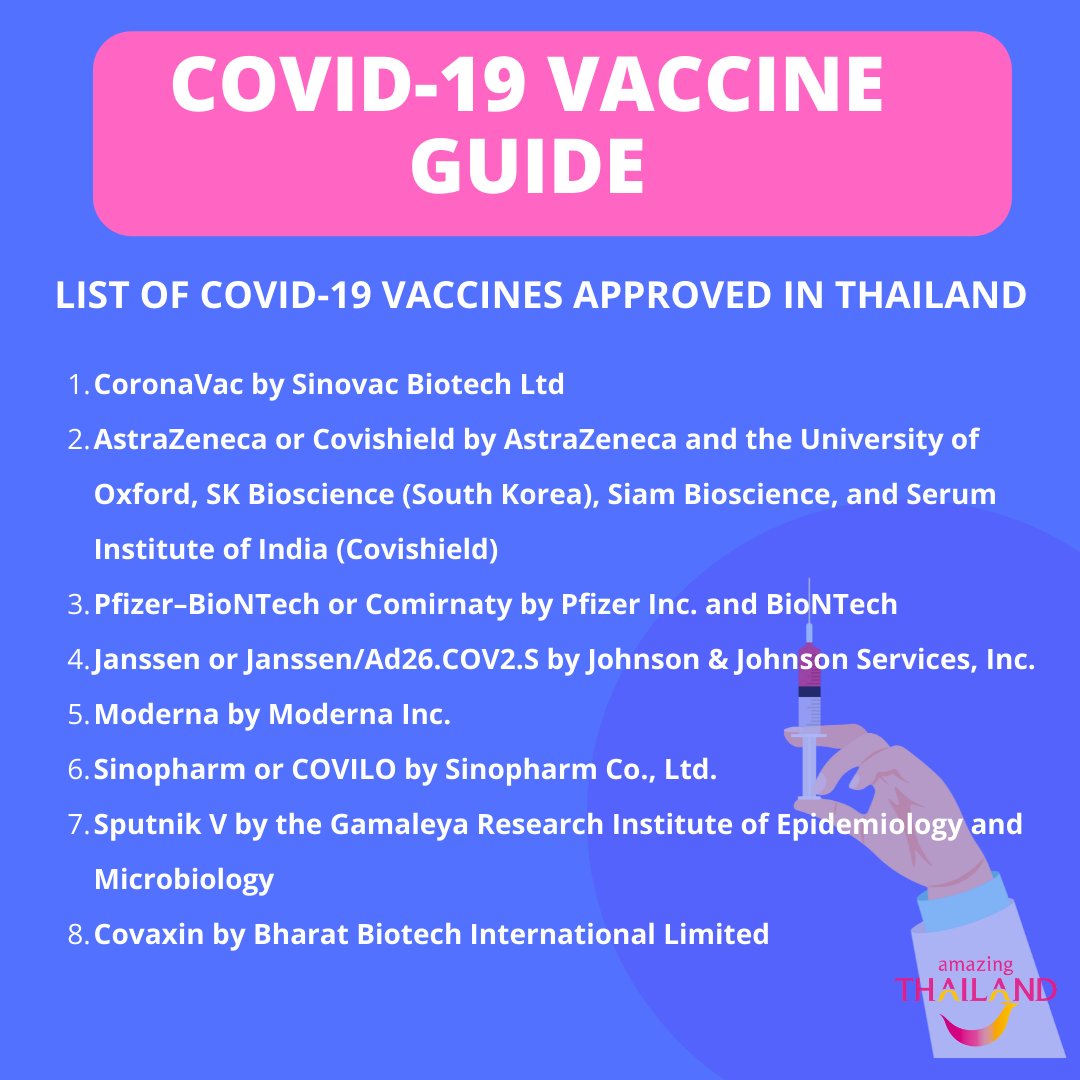 COVID-19 VACCINE
GUIDE
LIST OF COVID-19 VACCINES APPROVED IN THAILAND
1. CoronaVac by Sinovac Biotech Ltd
2. AstraZeneca or Covishield by AstraZeneca and the University of
Oxford, SK Bioscience (South Korea), Siam Bioscience, and Serum
Institute of India (Covishield)
3. Pfizer–BioNTech or Comirnaty by Pfizer Inc. and BioNTech
4. Janssen or Janssen/Ad26.COV2.S by Johnson & Johnson Services, Inc.
5. Moderna by Moderna Inc.
6. Sinopharm or COVILO by Sinopharm Co., Ltd.
7. Sputnik V by the Gamaleya Research Institute of Epidemiology and
Microbiology
8. Covaxin by Bharat Biotech International Limited
amazing
THAILAND